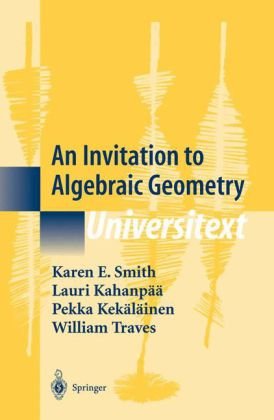 An Invitation to
Algebraic Geometry
Universitext
Karen E. Smith
Lauri Kahanpää
Pekka Kekäläinen
William Traves
Springer